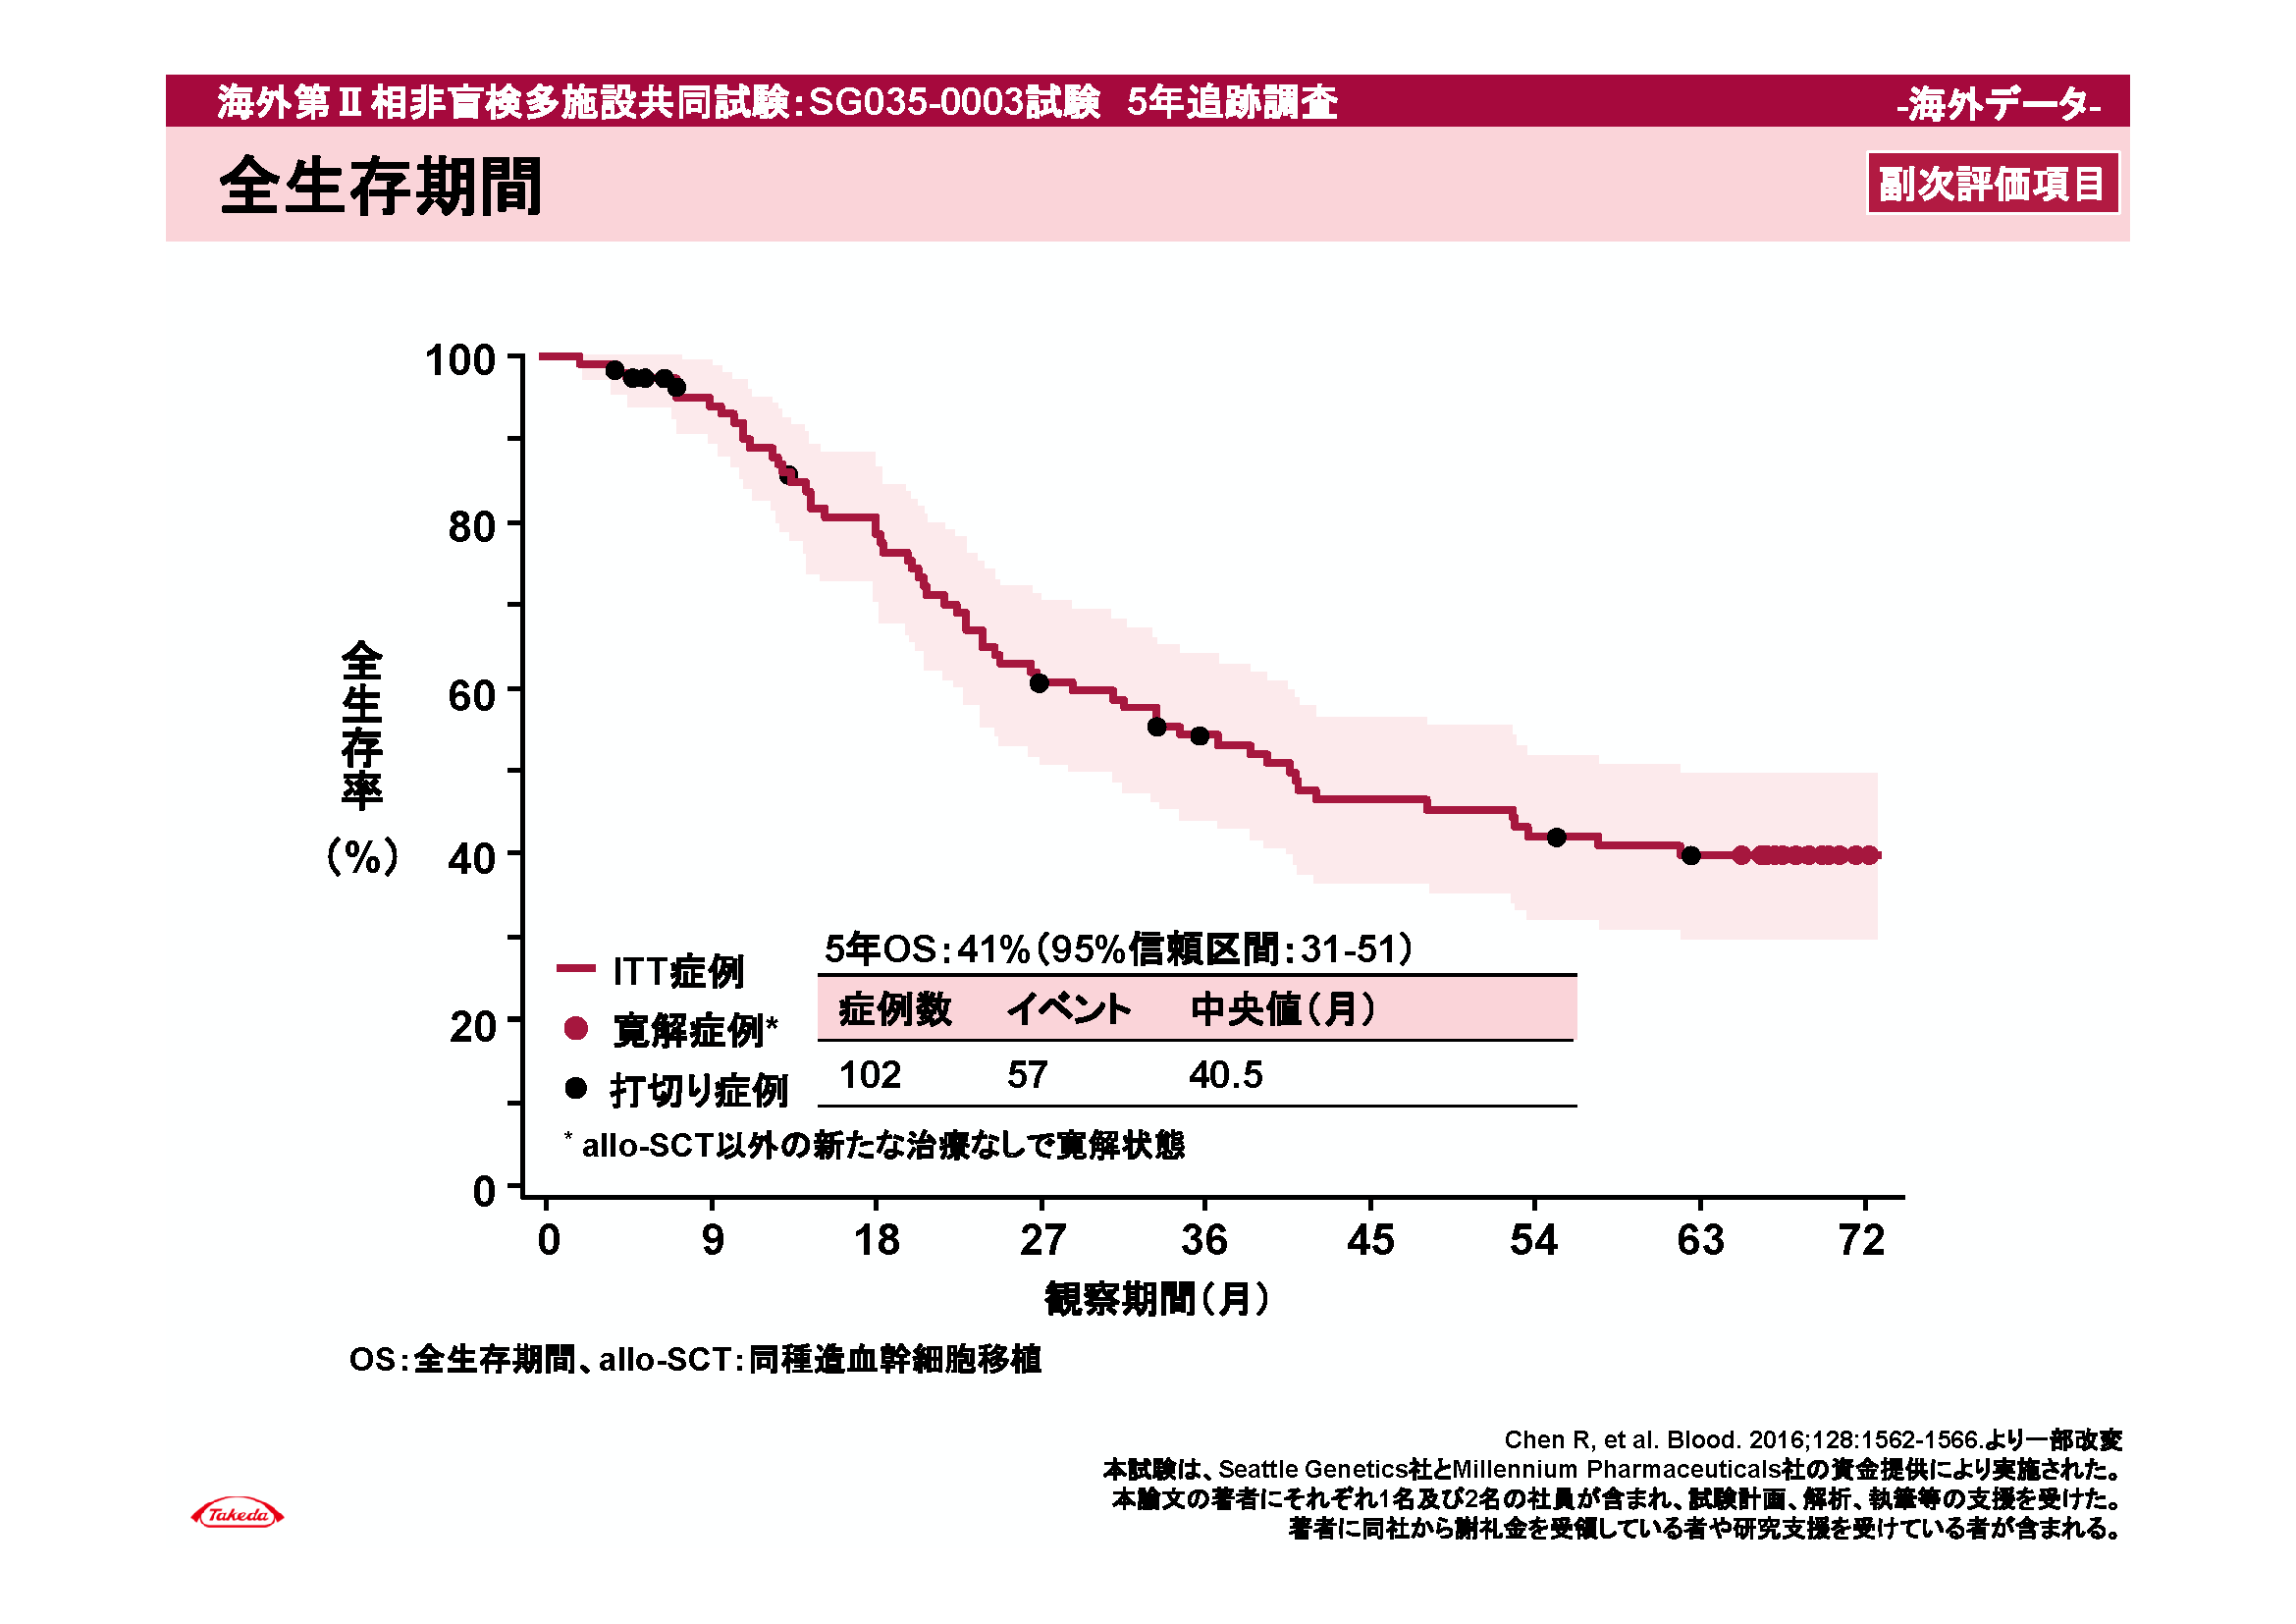 海外第Ⅱ相非盲検多施設共同試験：SG035-0003試験　5年追跡調査
-海外データ-
全生存期間
副次評価項目
100
80
60
40
20
0
全生存率
（%）
5年OS：41%（95%信頼区間：31-51）
症例数 イベント 中央値（月）
102 57 40.5
ITT症例
寛解症例*
打切り症例
* allo-SCT以外の新たな治療なしで寛解状態
0 9 18 27 36 45 54 63 72
観察期間（月）
OS：全生存期間、allo-SCT：同種造血幹細胞移植
Chen R, et al. Blood. 2016;128:1562-1566.より一部改変
本試験は、Seattle Genetics社とMillennium Pharmaceuticals社の資金提供により実施された。
本論文の著者にそれぞれ1名及び2名の社員が含まれ、試験計画、解析、執筆等の支援を受けた。
著者に同社から謝礼金を受領している者や研究支援を受けている者が含まれる。
Takeda